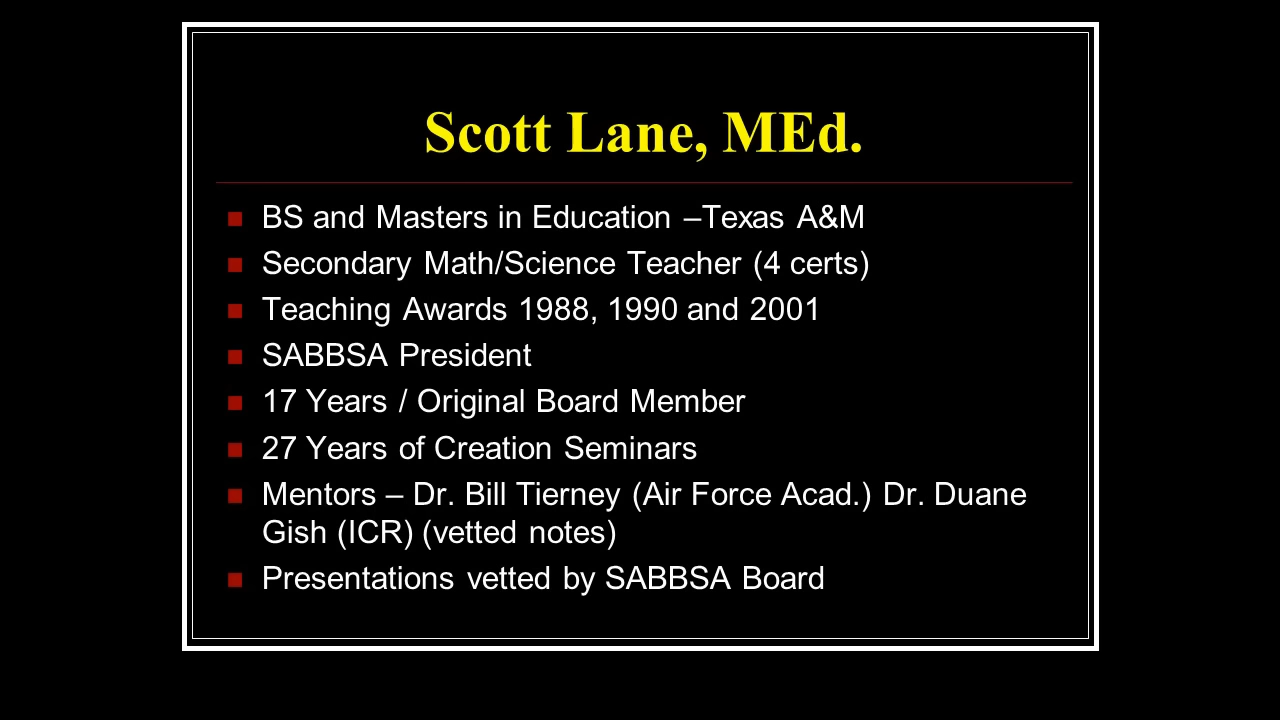 Scott Lane, MEd.
BS and Masters in Education –Texas A&M
Secondary Math/Science Teacher (4 certs)
Teaching Awards 1988, 1990 and 2001
SABBSA President
17 Years / Original Board Member
27 Years of Creation Seminars
Mentors – Dr. Bill Tierney (Air Force Acad.) Dr. Duane
Gish (ICR) (vetted notes)
Presentations vetted by SABBSA Board